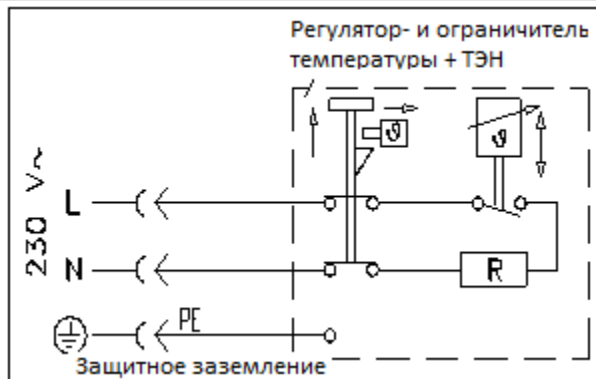 Регулятор- и ограничитель
температуры + ТЭН
230 V~
ϑ
ϑ
L
N
R
PE
Защитное заземление